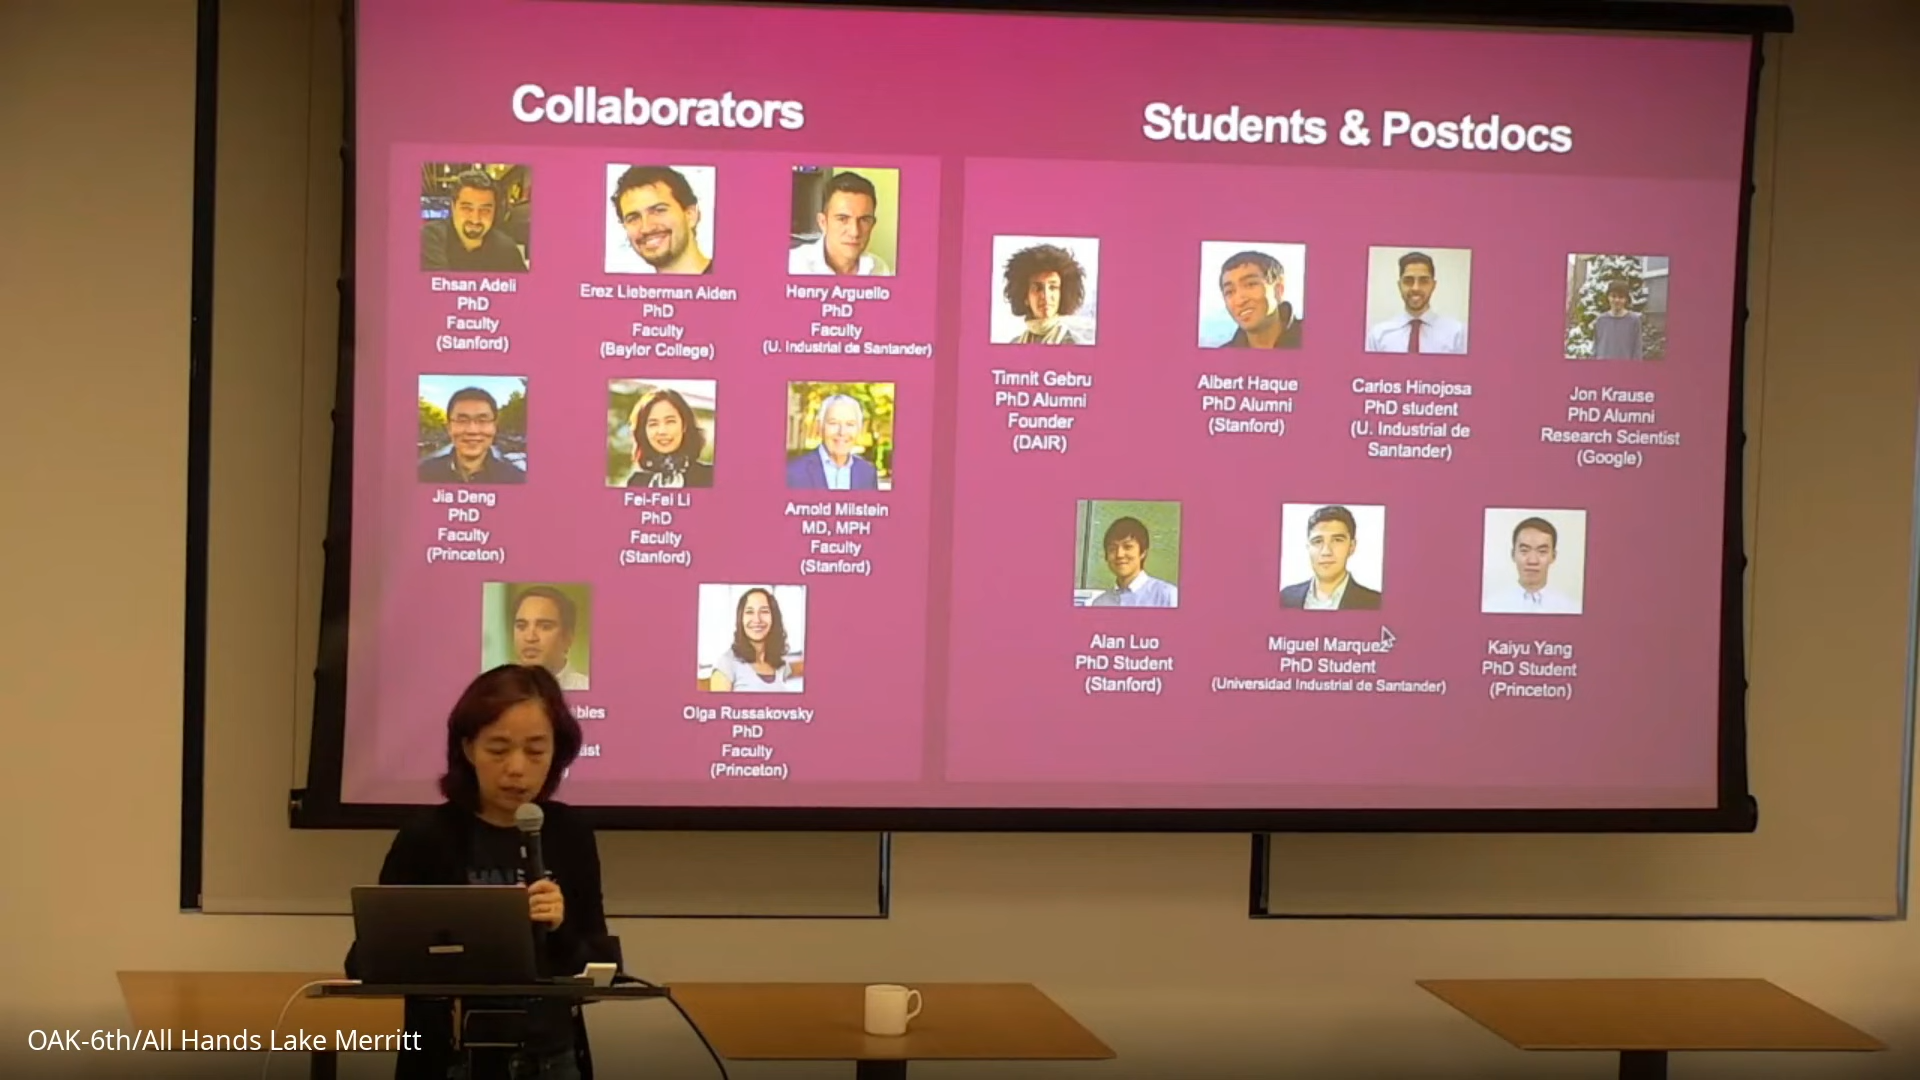 Collaborators
Students & Postdocs
Ehsan Adeli
PhD
Faculty
(Stanford)
Erez Lieberman Aiden
PhD
Faculty
(Baylor College)
Henry Arguello
PhD
Faculty
(U. Industrial de Santander)
Jia Deng
PhD
Faculty
(Princeton)
Fei-Fei Li
PhD
Faculty
(Stanford)
Arnold Milstein
MD, MPH
Faculty
(Stanford)
Olga Russakovsky
PhD
Faculty
(Princeton)
Timnit Gebru
PhD Alumni
Founder
(DAIR)
Albert Haque
PhD Alumni
(Stanford)
Carlos Hinojosa
PhD student
(U. Industrial de
Santander)
Jon Krause
PhD Alumni
Research Scientist
(Google)
Alan Luo
PhD Student
(Stanford)
Miguel Marquez
PhD Student
(Universidad Industrial de Santander)
Kaiyu Yang
PhD Student
(Princeton)
OAK-6th/All Hands Lake Merritt